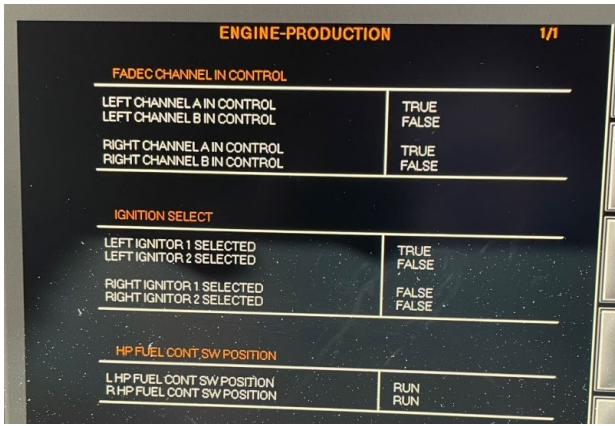 ENGINE-PRODUCTION 1/1
FADEC CHANNEL IN CONTROL
LEFT CHANNEL A IN CONTROL TRUE
LEFT CHANNEL B IN CONTROL FALSE
RIGHT CHANNEL A IN CONTROL TRUE
RIGHT CHANNEL B IN CONTROL FALSE
IGNITION SELECT
LEFT IGNITOR 1 SELECTED TRUE
LEFT IGNITOR 2 SELECTED FALSE
RIGHT IGNITOR 1 SELECTED FALSE
RIGHT IGNITOR 2 SELECTED FALSE
HP FUEL CONT SW POSITION
L HP FUEL CONT SW POSITION RUN
R HP FUEL CONT SW POSITION RUN